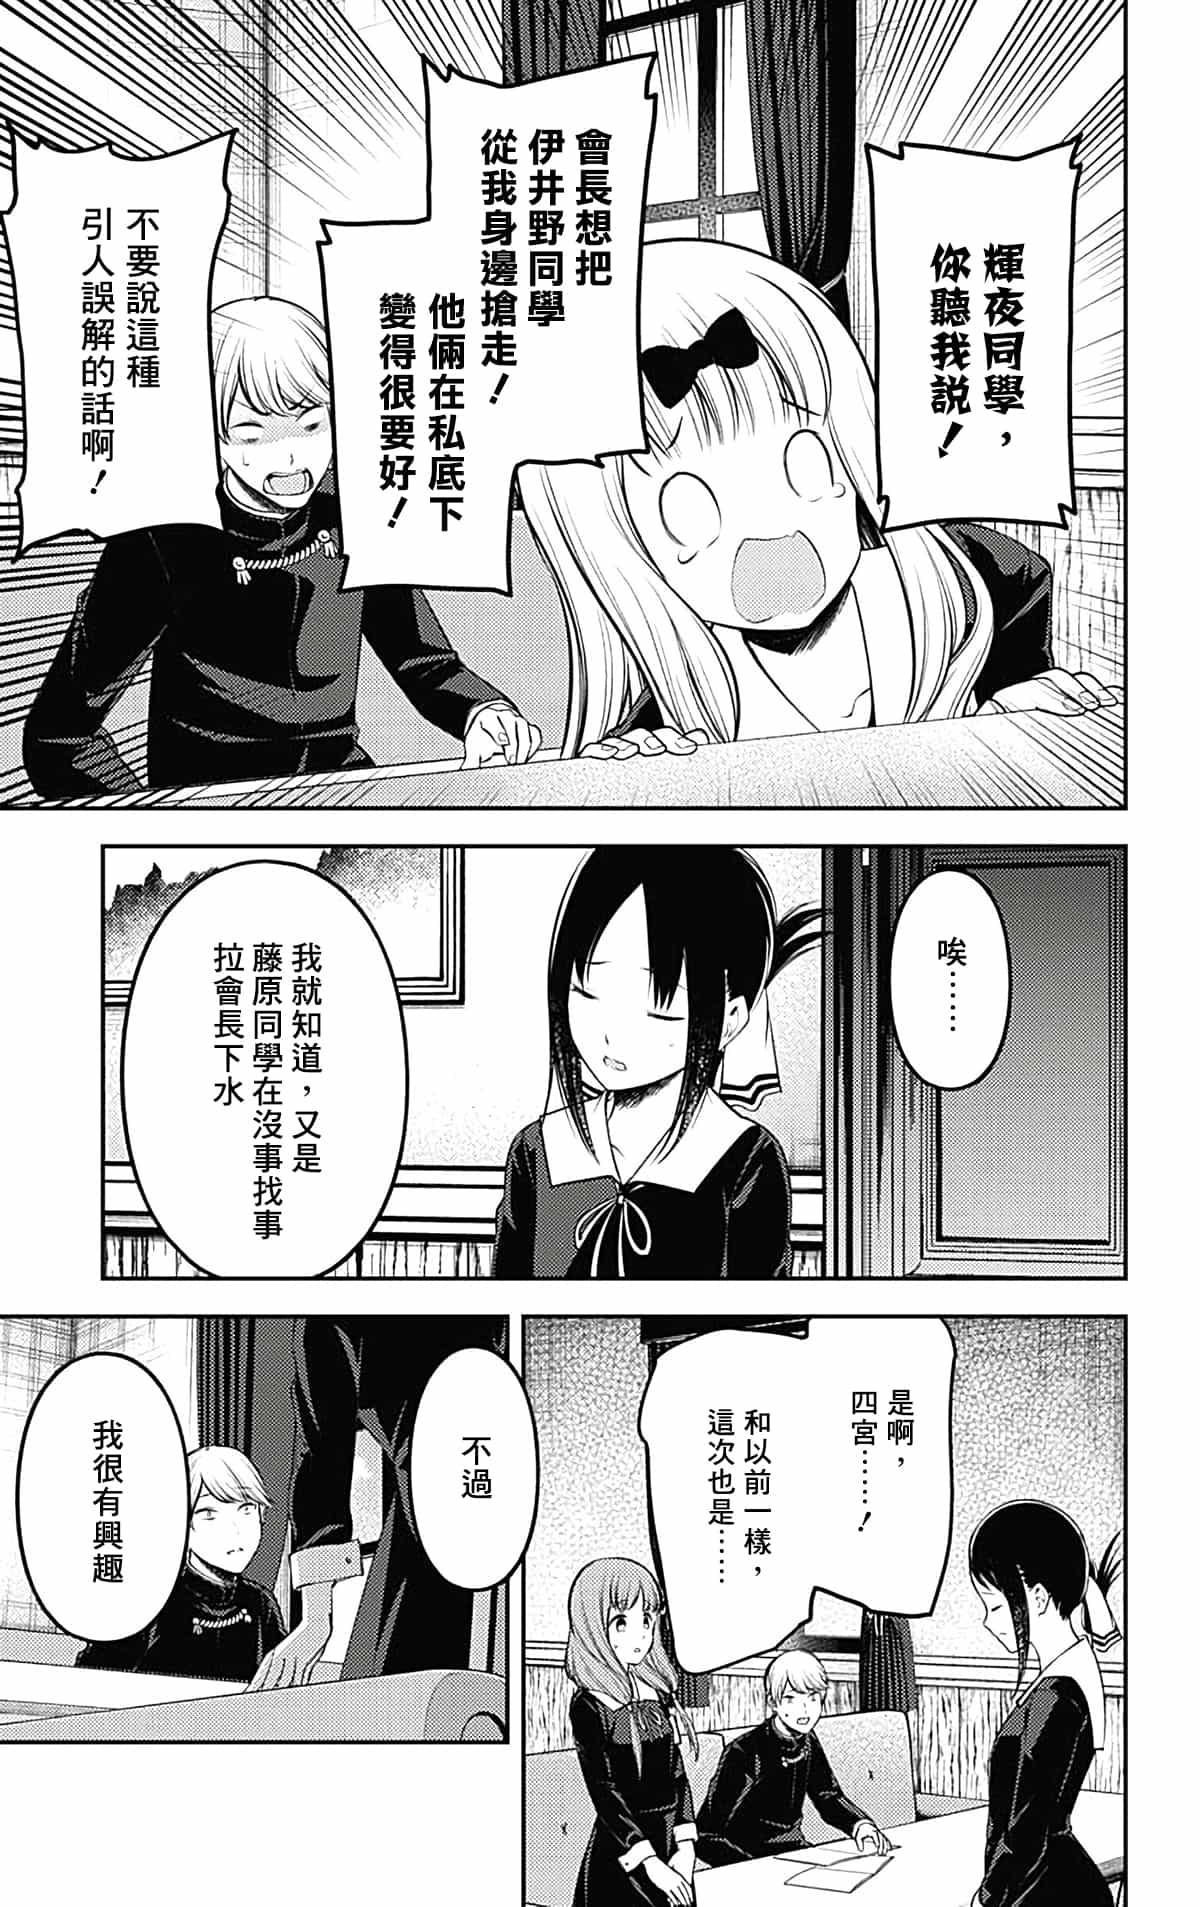 輝夜同學，
你聽我說！
會長想把
伊井野同學
從我身邊搶走！
他倆在私底下
變得很要好！
不要說這種
引人誤解的話啊！
唉……
我就知道，又是
藤原同學在沒事找事
拉會長下水
是啊，
四宮……！
和以前一樣，
這次也是……
不過
我很有興趣